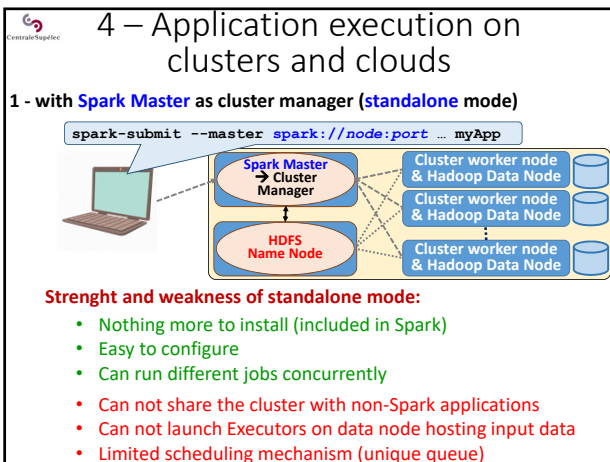 CentraleSupélec
4 – Application execution on
clusters and clouds
1 - with Spark Master as cluster manager (standalone mode)
spark-submit --master spark://node:port … myApp
Spark Master
➔ Cluster
Manager
HDFS
Name Node
Cluster worker node
& Hadoop Data Node
Cluster worker node
& Hadoop Data Node
Cluster worker node
& Hadoop Data Node
Strenght and weakness of standalone mode:
• Nothing more to install (included in Spark)
• Easy to configure
• Can run different jobs concurrently
• Can not share the cluster with non-Spark applications
• Can not launch Executors on data node hosting input data
• Limited scheduling mechanism (unique queue)